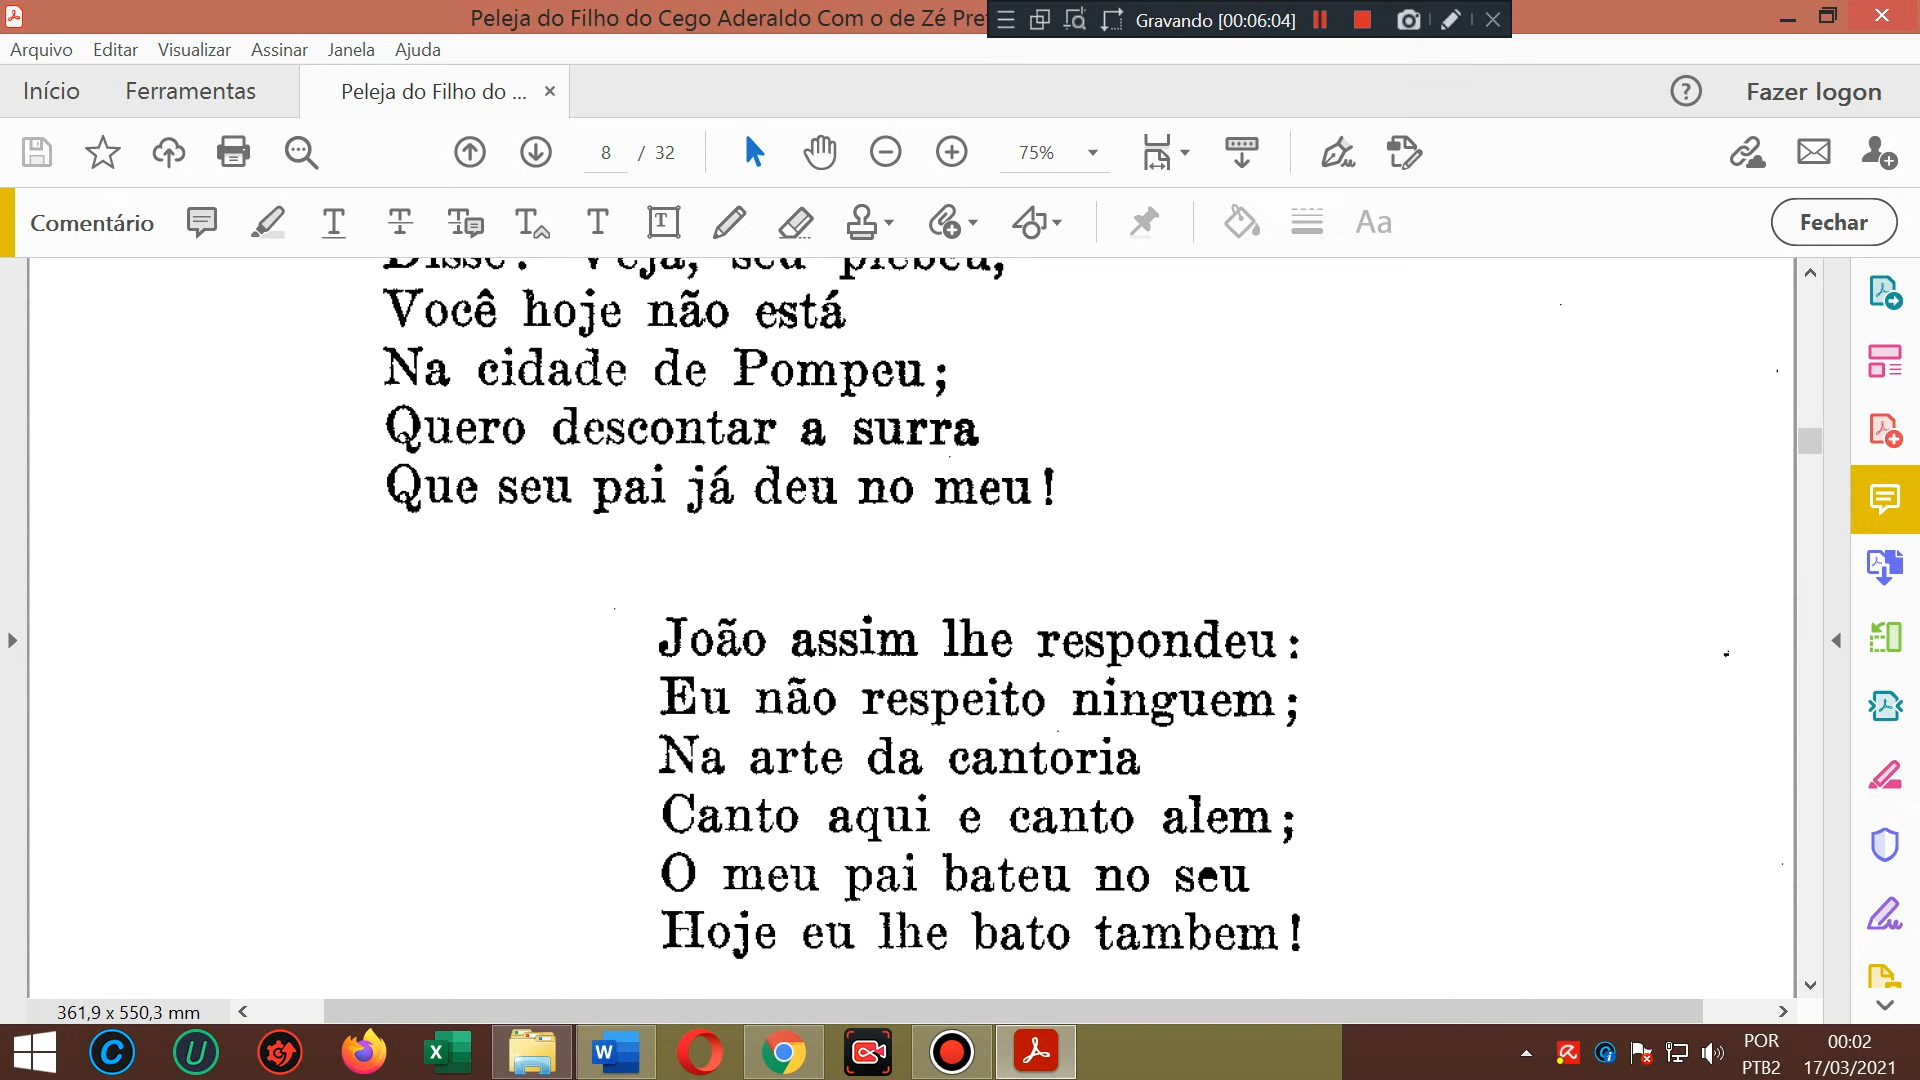 Peleja do Filho do Cego Aderaldo Com o de Zé Pre
Gravando [00:06:04]
Arquivo Editar Visualizar Assinar Janela Ajuda
Início Ferramentas Peleja do Filho do ... Fazer logon
8 / 32 75%
Comentário Fechar
Disse: Veja, seu plebeu,
Você hoje não está
Na cidade de Pompeu;
Quero descontar a surra
Que seu pai já deu no meu!
João assim lhe respondeu:
Eu não respeito ninguem;
Na arte da cantoria
Canto aqui e canto alem;
O meu pai bateu no seu
Hoje eu lhe bato tambem!
361,9 x 550,3 mm
POR 00:02
PTB2 17/03/2021